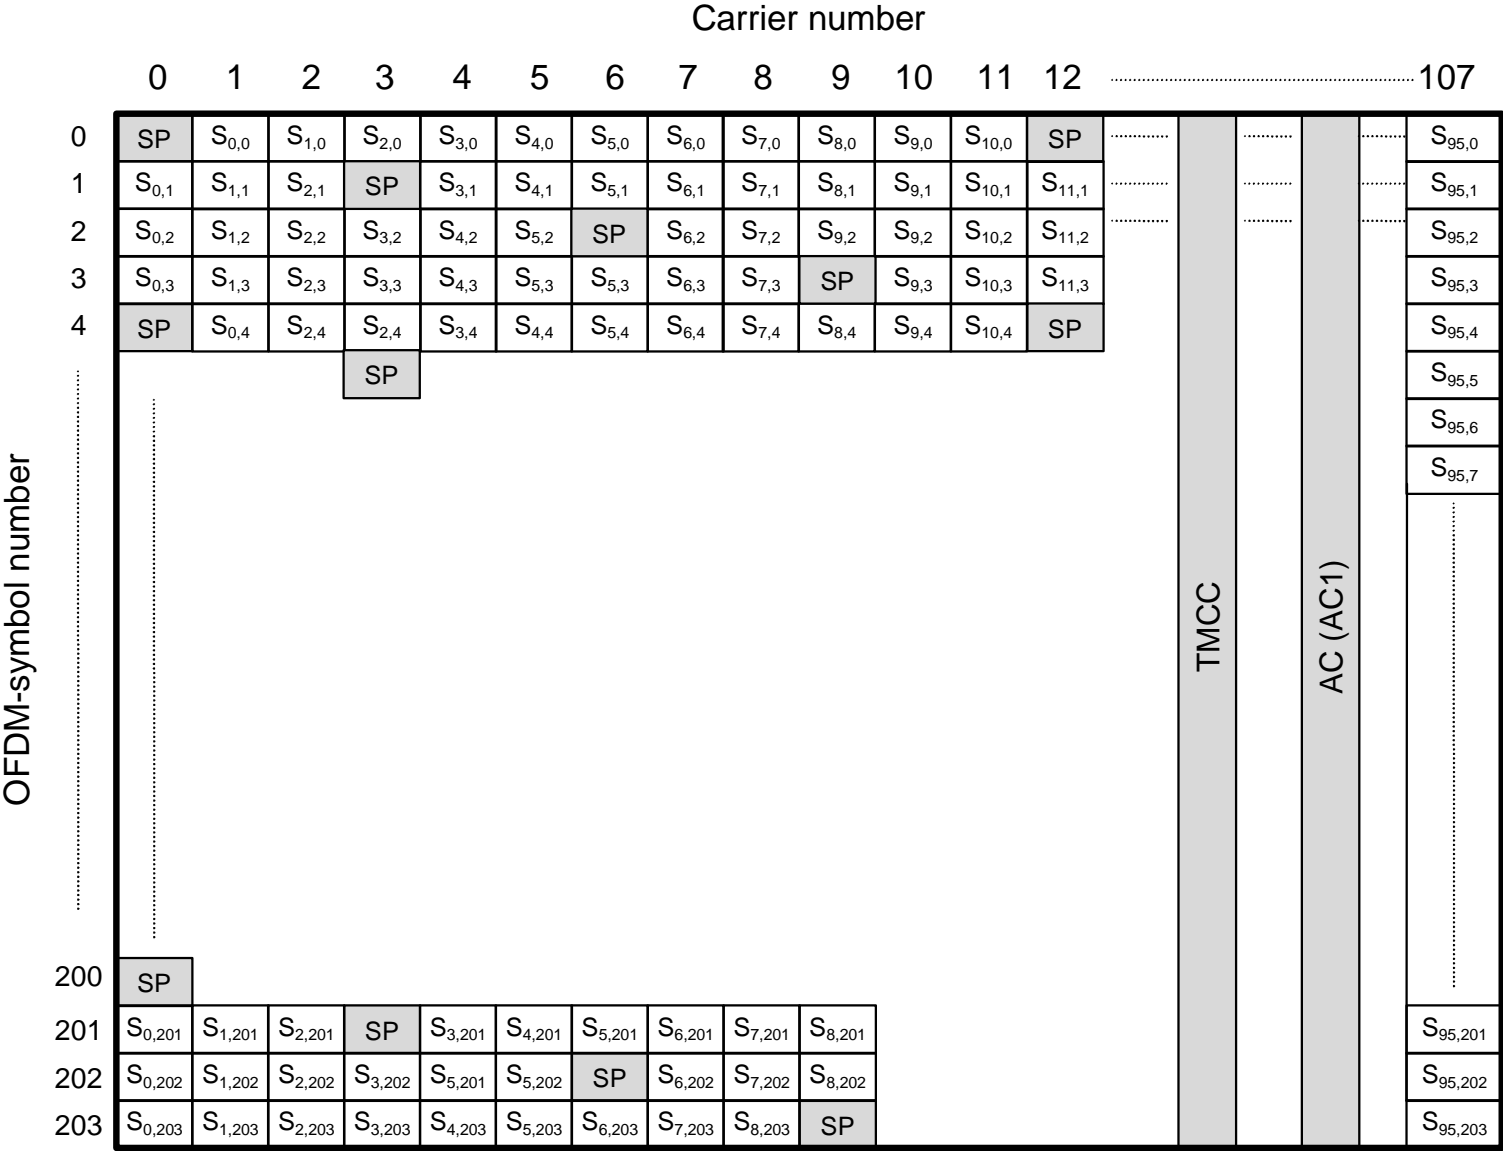 Carrier number
0 1 2 3 4 5 6 7 8 9 10 11 12 107
0 SP S0,0 S1,0 S2,0 S3,0 S4,0 S5,0 S6,0 S7,0 S8,0 S9,0 S10,0 SP S95,0
1 S0,1 S1,1 S2,1 SP S3,1 S4,1 S5,1 S6,1 S7,1 S8,1 S9,1 S10,1 S11,1 S95,1
2 S0,2 S1,2 S2,2 S3,2 S4,2 S5,2 SP S6,2 S7,2 S9,2 S9,2 S10,2 S11,2 S95,2
3 S0,3 S1,3 S2,3 S3,3 S4,3 S5,3 S5,3 S6,3 S7,3 SP S9,3 S10,3 S11,3 S95,3
4 SP S0,4 S2,4 S2,4 S3,4 S4,4 S5,4 S6,4 S7,4 S8,4 S9,4 S10,4 SP S95,4
SP S95,5
S95,6
S95,7
OFDM-symbol number
TMCC
AC (AC1)
200 SP
201 S0,201 S1,201 S2,201 SP S3,201 S4,201 S5,201 S6,201 S7,201 S8,201 S95,201
202 S0,202 S1,202 S2,202 S3,202 S5,201 S5,202 SP S6,202 S7,202 S8,202 S95,202
203 S0,203 S1,203 S2,203 S3,203 S4,203 S5,203 S6,203 S7,203 S8,203 SP S95,203